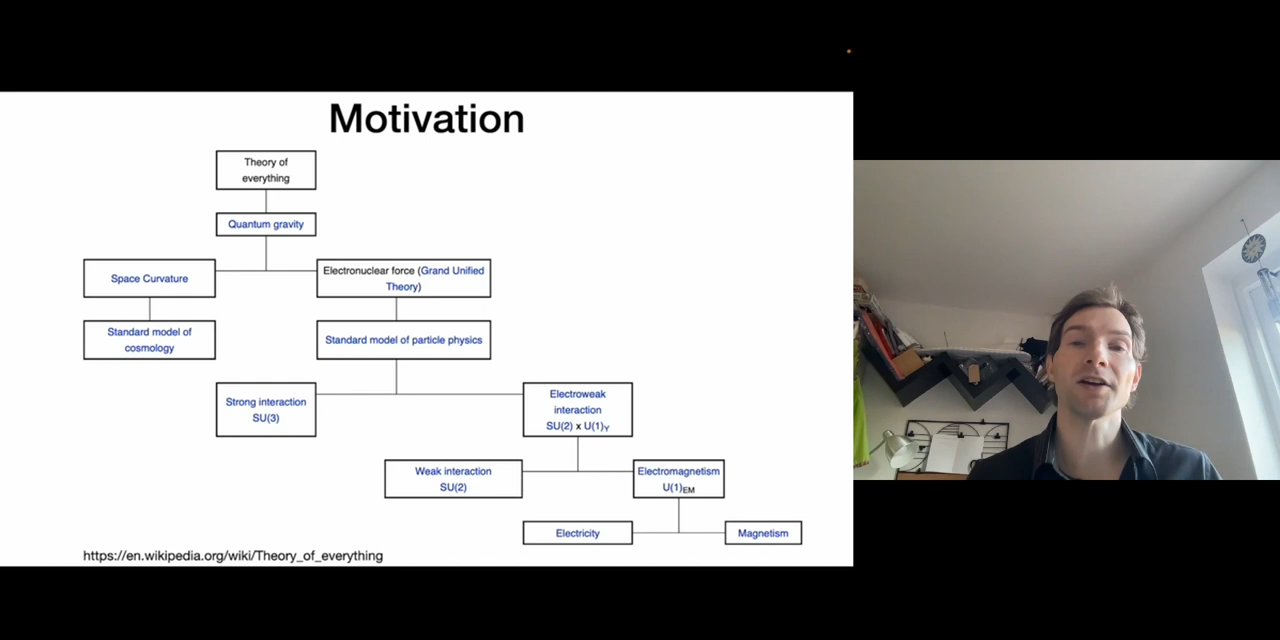 Motivation
Theory of
everything
Quantum gravity
Space Curvature
Electronuclear force (Grand Unified
Theory)
Standard model of
cosmology
Standard model of particle physics
Strong interaction
SU(3)
Electroweak
interaction
SU(2) x U(1)Y
Weak interaction
SU(2)
Electromagnetism
U(1)EM
Electricity
Magnetism
https://en.wikipedia.org/wiki/Theory_of_everything